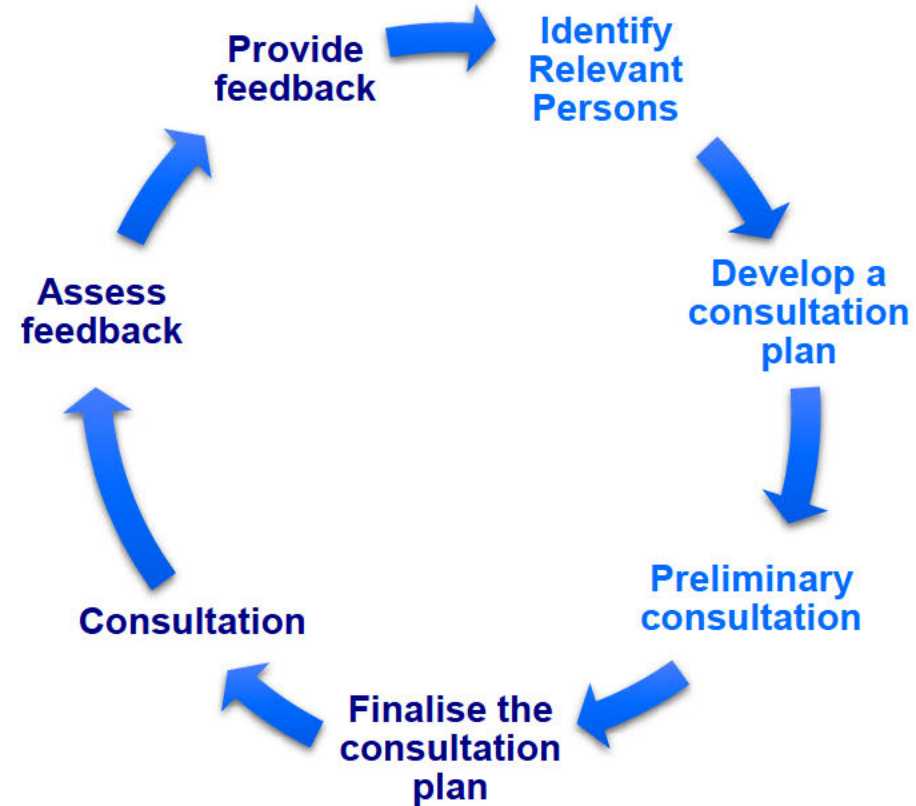 Provide
feedback
Identify
Relevant
Persons
Develop a
consultation
plan
Preliminary
consultation
Finalise the
consultation
plan
Consultation
Assess
feedback